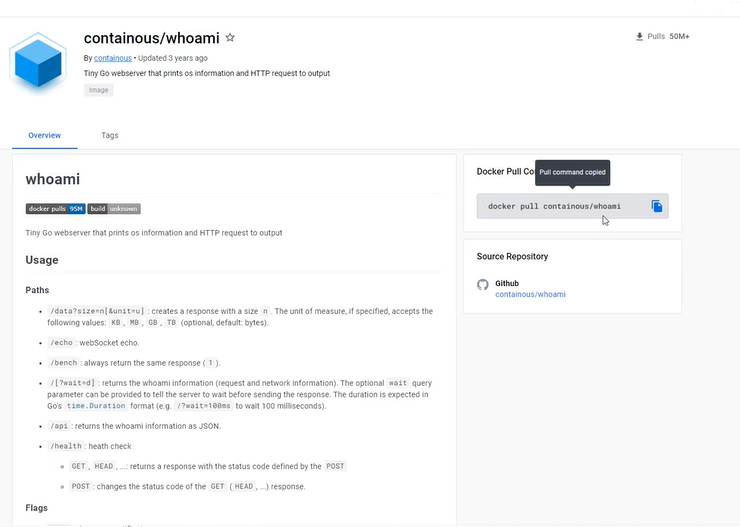 containous/whoami
Pulls 50M+
By containous • Updated 3 years ago
Tiny Go webserver that prints os information and HTTP request to output
Image
Overview
Tags
whoami
docker pulls 95M build unknown
Tiny Go webserver that prints os information and HTTP request to output
Usage
Paths
• /data?size=n[&unit=u] : creates a response with a size n . The unit of measure, if specified, accepts the
following values: KB , MB , GB , TB (optional, default: bytes).
• /echo : webSocket echo.
• /bench : always return the same response ( 1 ).
• /[?wait=d] : returns the whoami information (request and network information). The optional wait query
parameter can be provided to tell the server to wait before sending the response. The duration is expected in
Go's time.Duration format (e.g. /?wait=100ms to wait 100 milliseconds).
• /api : returns the whoami information as JSON.
• /health : heath check
◦ GET , HEAD , ...: returns a response with the status code defined by the POST
◦ POST : changes the status code of the GET ( HEAD , ...) response.
Flags
Docker Pull Co
Pull command copied
docker pull containous/whoami
Source Repository
Github
containous/whoami